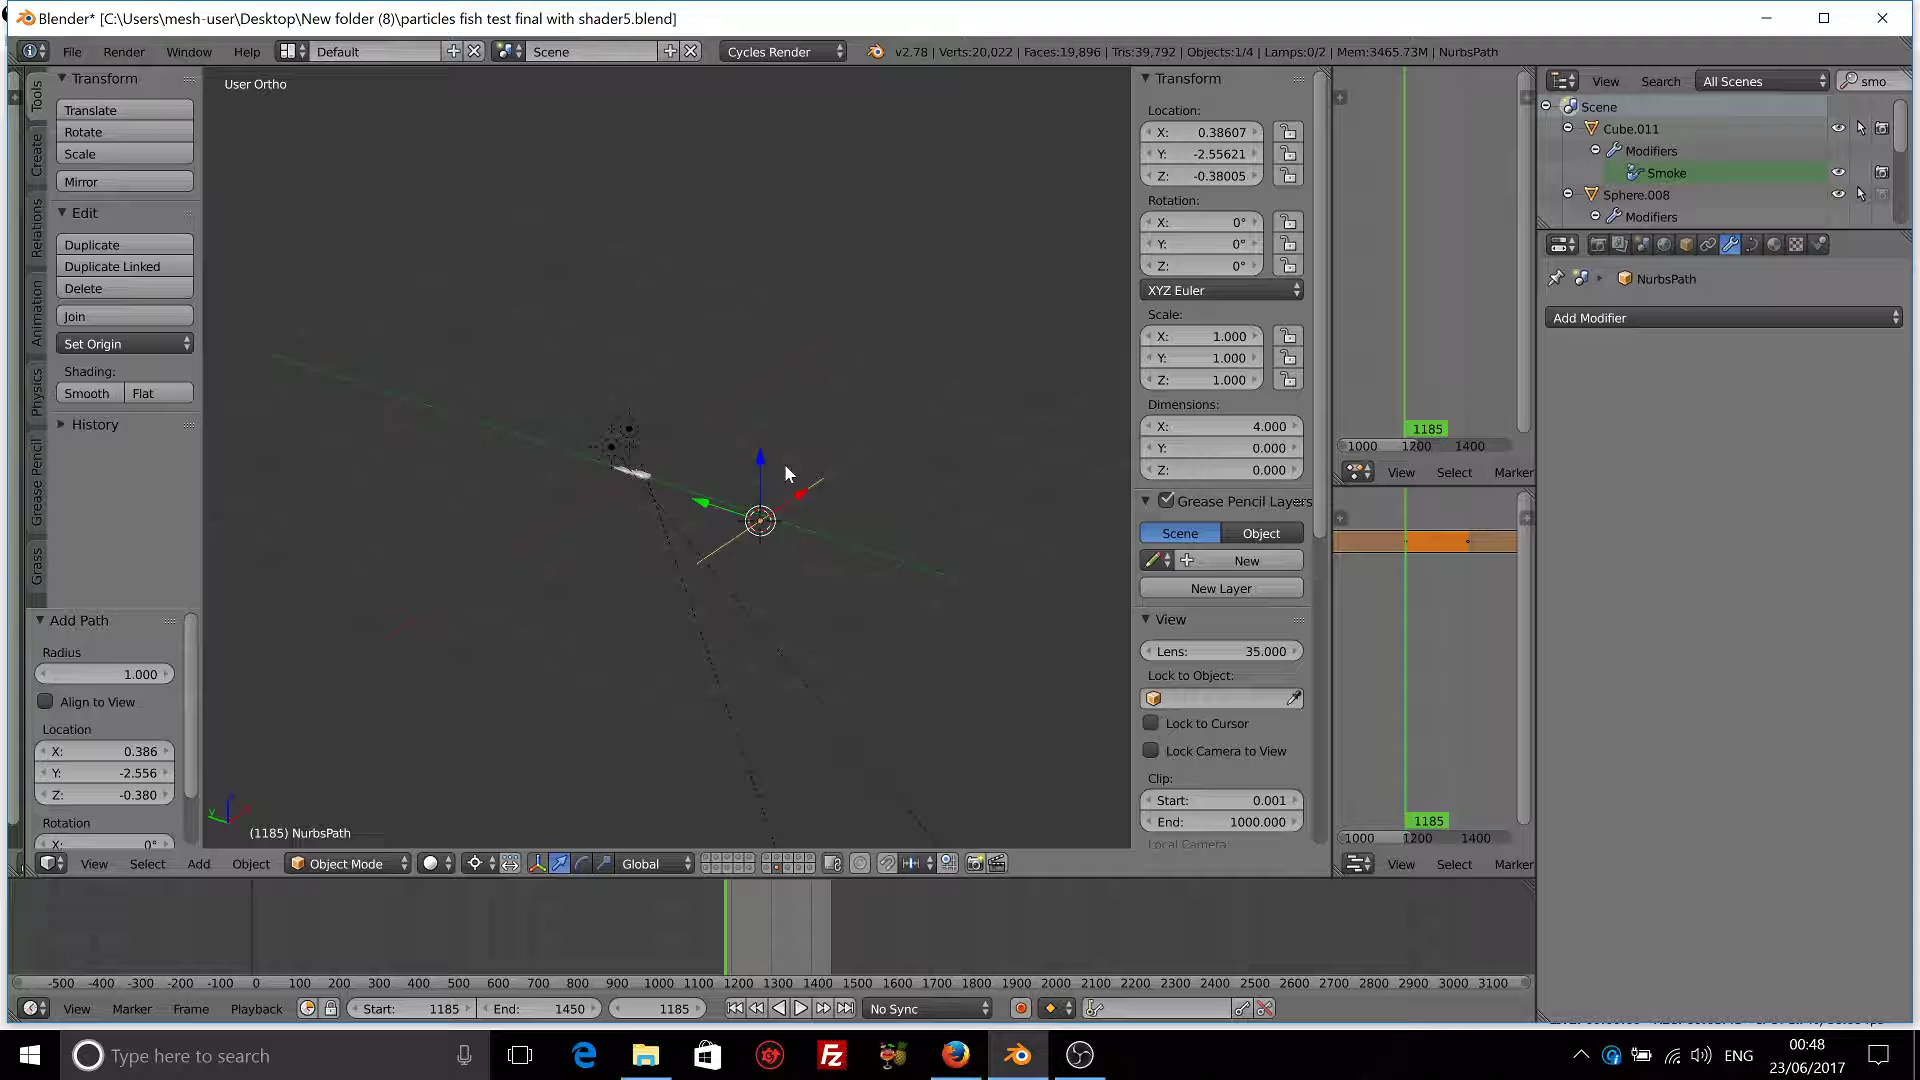 Blender* [C:\Users\mesh-user\Desktop\New folder (8)\particles fish test final with shader5.blend]
File Render Window Help Default Scene Cycles Render v2.78 | Verts:20,022 | Faces:19,896 | Tris:39,792 | Objects:1/4 | Lamps:0/2 | Mem:3465.73M | NurbsPath
Tools
Create
Relations
Animation
Physics
Grease Pencil
Grass
Transform
Translate
Rotate
Scale
Mirror
Edit
Duplicate
Duplicate Linked
Delete
Join
Set Origin
Shading:
Smooth Flat
History
Add Path
Radius
1.000
Align to View
Location
X: 0.386
Y: -2.556
Z: -0.380
Rotation
X: 0°
User Ortho
(1185) NurbsPath
View Select Add Object Object Mode Global
Transform
Location:
X: 0.38607
Y: -2.55621
Z: -0.38005
Rotation:
X: 0°
Y: 0°
Z: 0°
XYZ Euler
Scale:
X: 1.000
Y: 1.000
Z: 1.000
Dimensions:
X: 4.000
Y: 0.000
Z: 0.000
Grease Pencil Layers
Scene Object
New
New Layer
View
Lens: 35.000
Lock to Object:
Lock to Cursor
Lock Camera to View
Clip:
Start: 0.001
End: 1000.000
Local Camera:
1185
1000 1200 1400
View Select Marker
1185
1000 1200 1400
View Select Marker
View Search All Scenes smo
Scene
Cube.011
Modifiers
Smoke
Sphere.008
Modifiers
NurbsPath
Add Modifier
-500 -400 -300 -200 -100 0 100 200 300 400 500 600 700 800 900 1000 1100 1200 1300 1400 1500 1600 1700 1800 1900 2000 2100 2200 2300 2400 2500 2600 2700 2800 2900 3000 3100
View Marker Frame Playback Start: 1185 End: 1450 1185 No Sync
Type here to search
ENG
00:48
23/06/2017